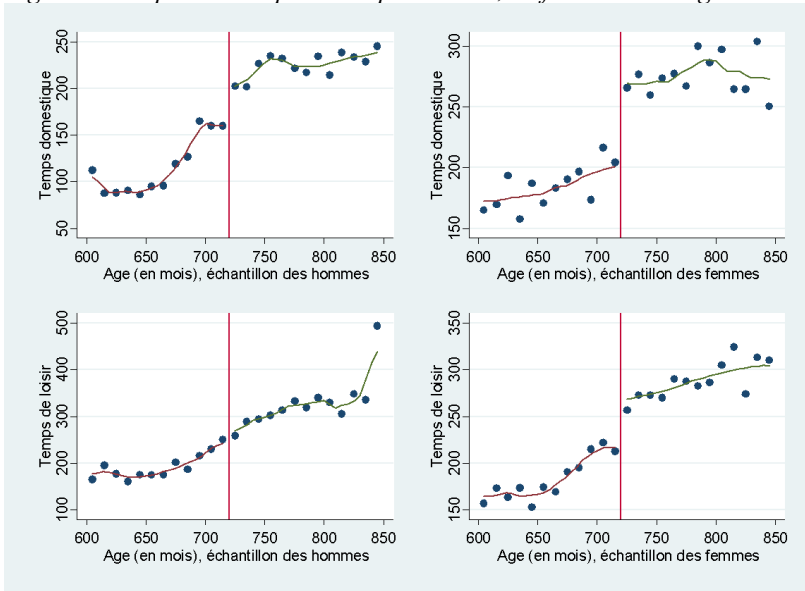 Temps domestique
50 100 150 200 250
600 650 700 750 800 850
Age (en mois), échantillon des hommes
Temps domestique
150 200 250 300
600 650 700 750 800 850
Age (en mois), échantillon des femmes
Temps de loisir
100 200 300 400 500
600 650 700 750 800 850
Age (en mois), échantillon des hommes
Temps de loisir
150 200 250 300 350
600 650 700 750 800 850
Age (en mois), échantillon des femmes